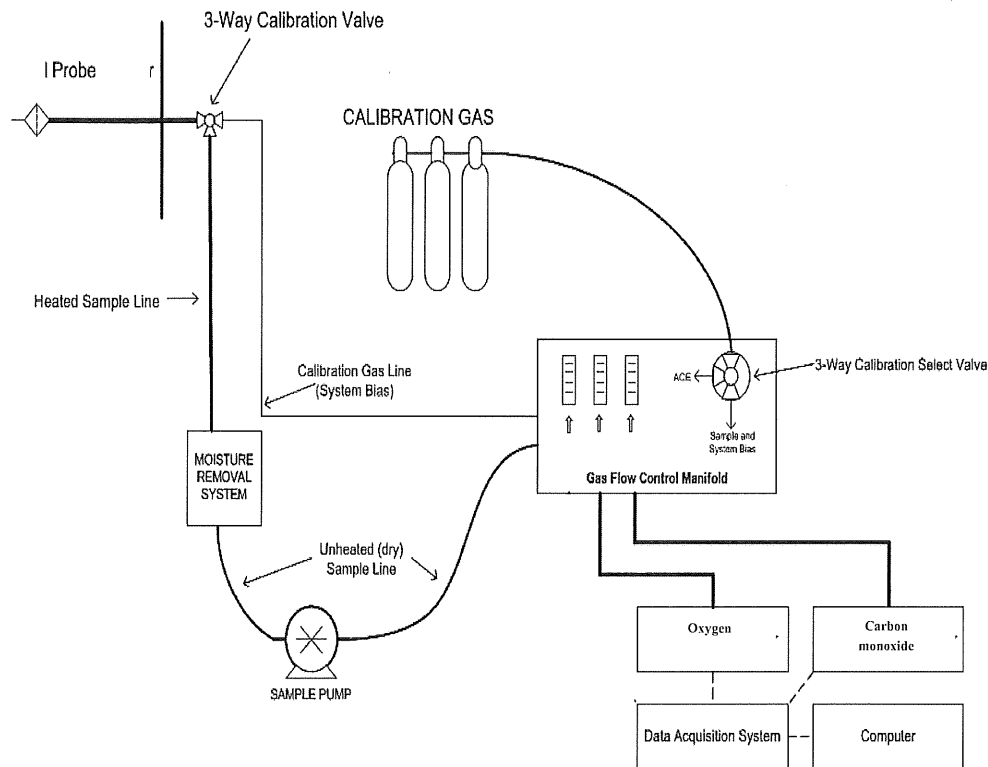 3-Way Calibration Valve
I Probe r
CALIBRATION GAS
Heated Sample Line
Calibration Gas Line
(System Bias)
3-Way Calibration Select Valve
ACE
Sample and
System Bias
Gas Flow Control Manifold
MOISTURE
REMOVAL
SYSTEM
Unheated (dry)
Sample Line
SAMPLE PUMP
Oxygen
Carbon
monoxide
Data Acquisition System
Computer